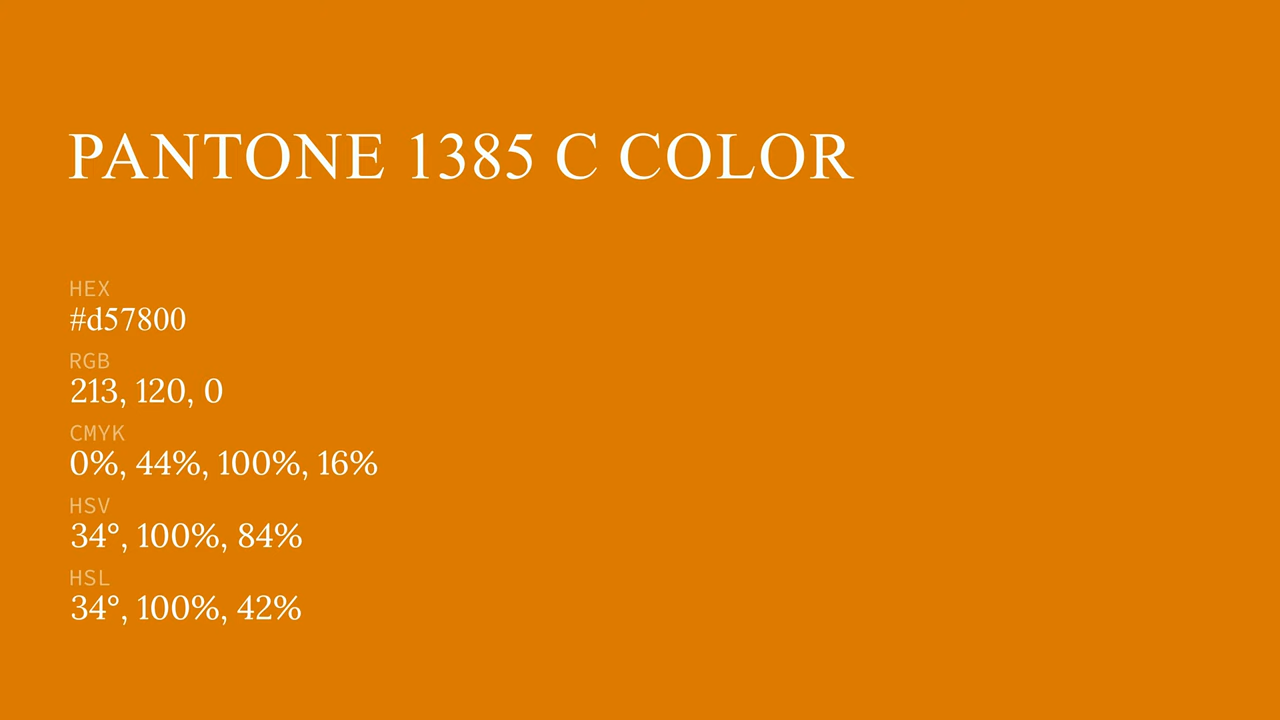 PANTONE 1385 C COLOR
HEX
#d57800
RGB
213, 120, 0
CMYK
0%, 44%, 100%, 16%
HSV
34°, 100%, 84%
HSL
34°, 100%, 42%